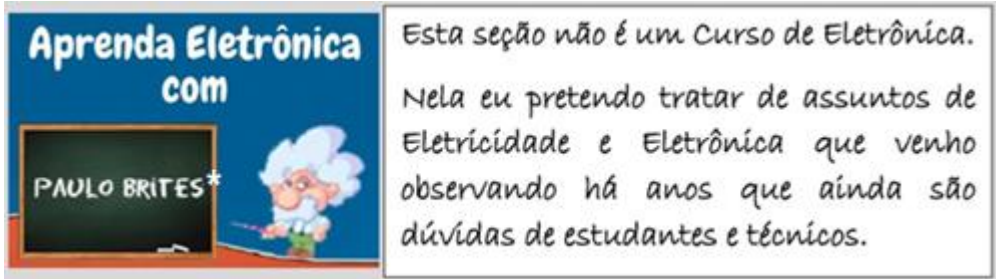 Aprenda Eletrônica
com
PAULO BRITES*
Esta seção não é um Curso de Eletrônica.
Nela eu pretendo tratar de assuntos de
Eletricidade e Eletrônica que venho
observando há anos que ainda são
dúvidas de estudantes e técnicos.